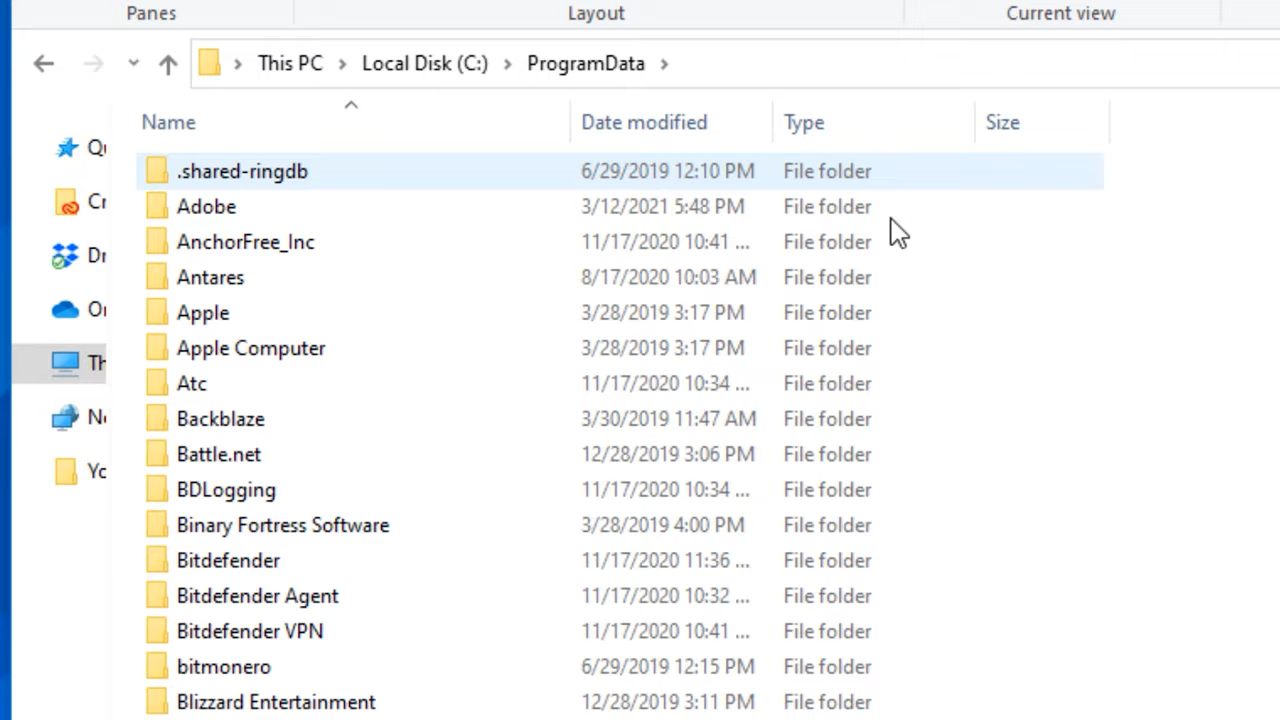 Panes Layout Current view
This PC Local Disk (C:) ProgramData
Name Date modified Type Size
Qu
.shared-ringdb 6/29/2019 12:10 PM File folder
Cr
Adobe 3/12/2021 5:48 PM File folder
AnchorFree_Inc 11/17/2020 10:41 ... File folder
Dr
Antares 8/17/2020 10:03 AM File folder
Or
Apple 3/28/2019 3:17 PM File folder
Apple Computer 3/28/2019 3:17 PM File folder
Th
Atc 11/17/2020 10:34 ... File folder
Ne
Backblaze 3/30/2019 11:47 AM File folder
Battle.net 12/28/2019 3:06 PM File folder
Yo
BDLogging 11/17/2020 10:34 ... File folder
Binary Fortress Software 3/28/2019 4:00 PM File folder
Bitdefender 11/17/2020 11:36 ... File folder
Bitdefender Agent 11/17/2020 10:32 ... File folder
Bitdefender VPN 11/17/2020 10:41 ... File folder
bitmonero 6/29/2019 12:15 PM File folder
Blizzard Entertainment 12/28/2019 3:11 PM File folder